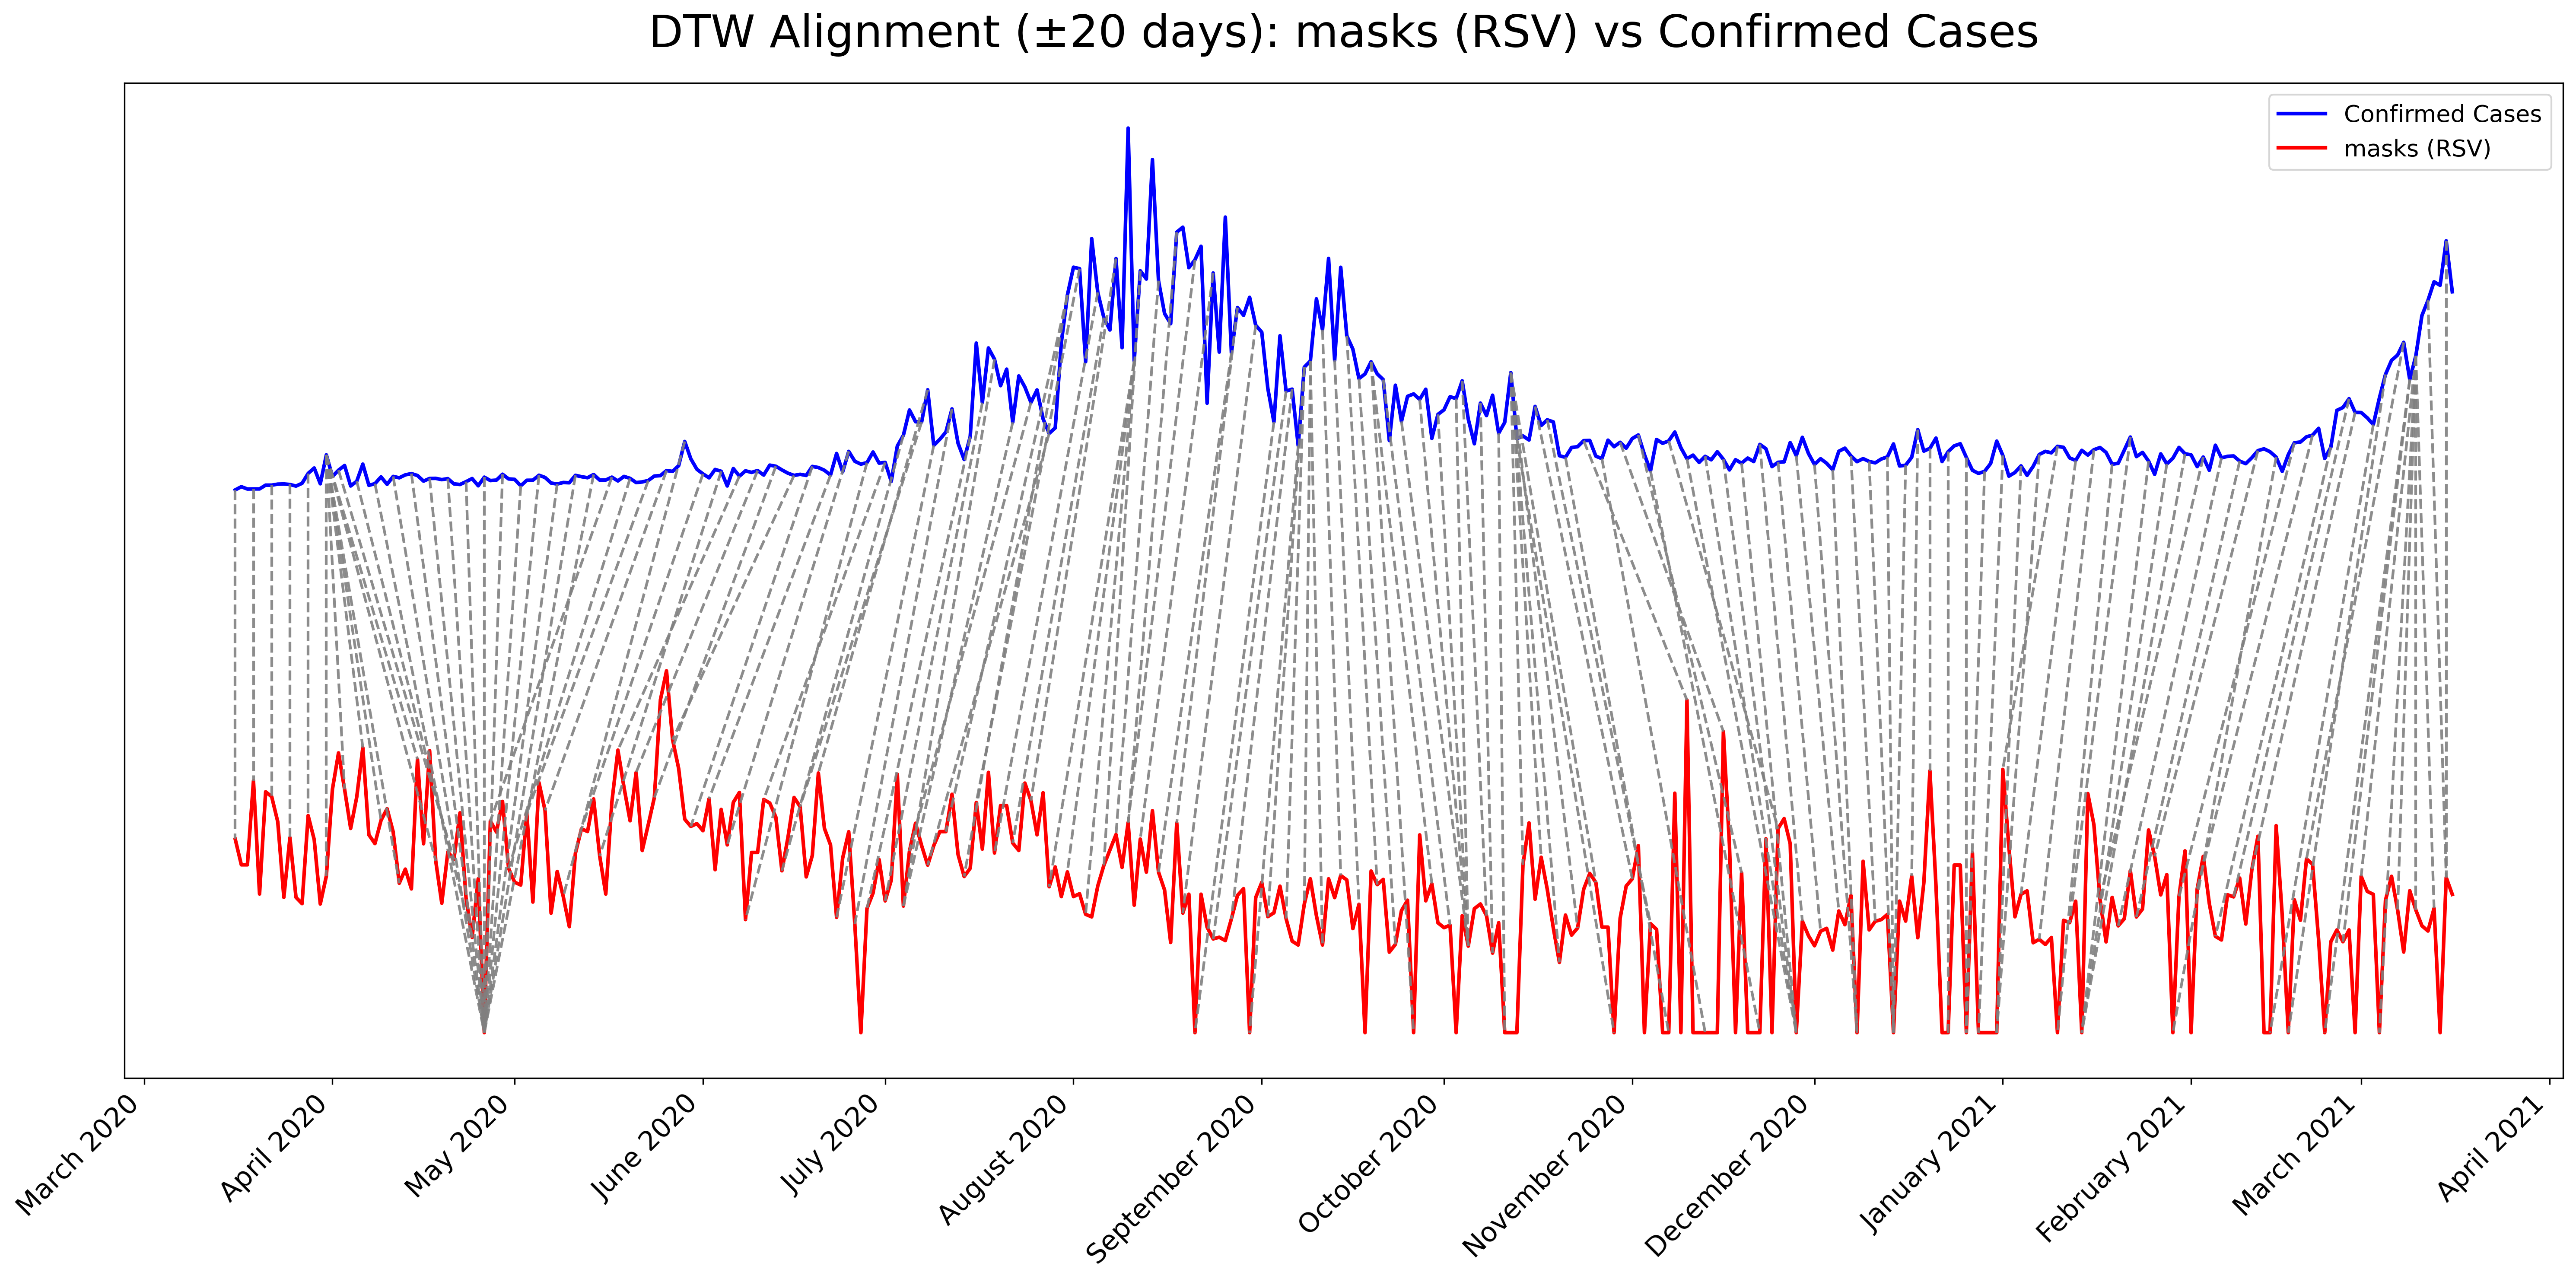 DTW Alignment (±20 days): masks (RSV) vs Confirmed Cases
Confirmed Cases
masks (RSV)
March 2020
April 2020
May 2020
June 2020
July 2020
August 2020
September 2020
October 2020
November 2020
December 2020
January 2021
February 2021
March 2021
April 2021